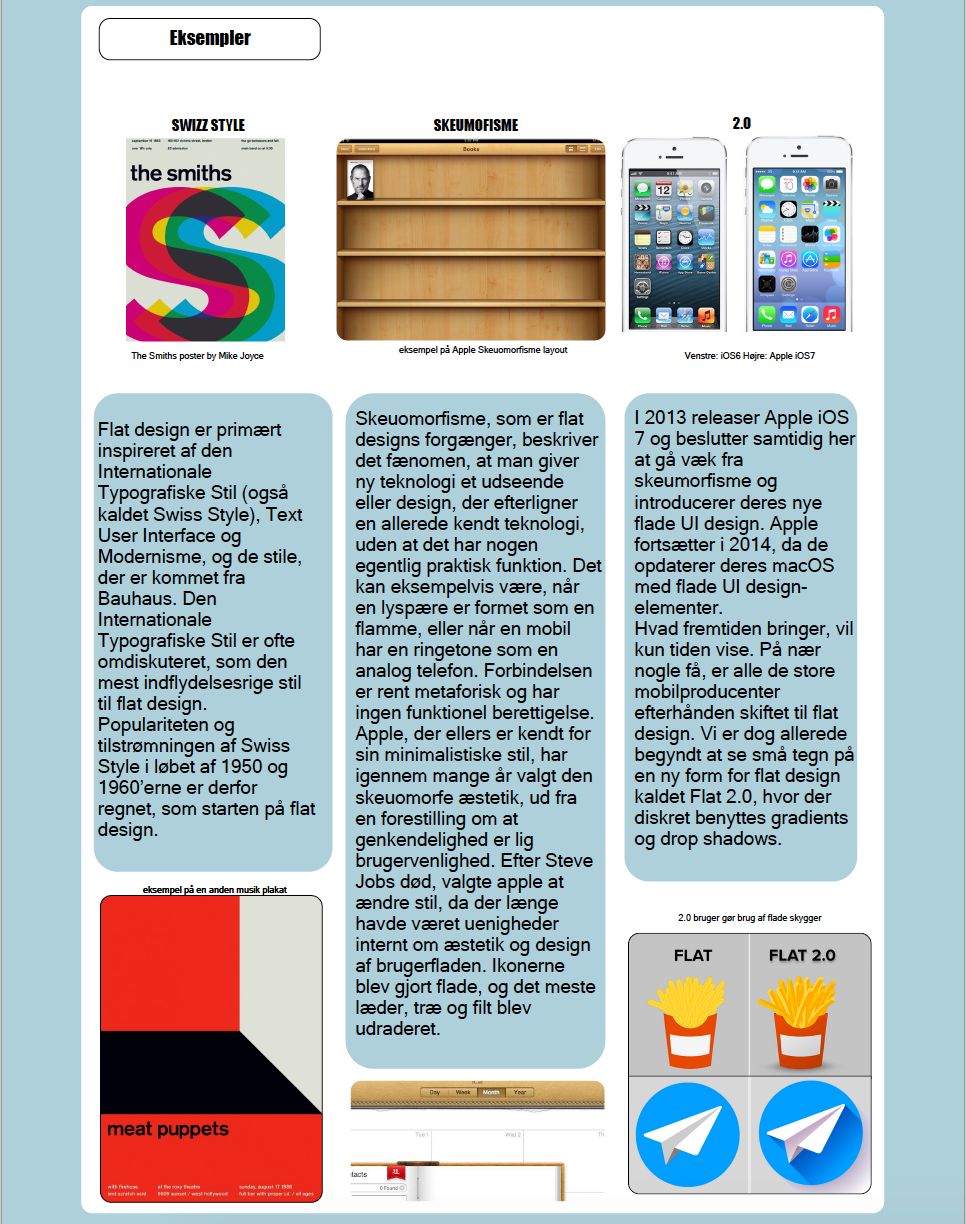 Eksempler
SWIZZ STYLE
the smiths
The Smiths poster by Mike Joyce
Flat design er primært
inspireret af den
Internationale
Typografiske Stil (også
kaldet Swiss Style), Text
User Interface og
Modernisme, og de stile,
der er kommet fra
Bauhaus. Den
Internationale
Typografiske Stil er ofte
omdiskuteret, som den
mest indflydelsesrige stil
til flat design.
Populariteten og
tilstrømningen af Swiss
Style i løbet af 1950 og
1960'erne er derfor
regnet, som starten på flat
design.
eksempel på en anden musik plakat
meat puppets
with firehose
and scratch acid
at the roxy theatre
9009 sunset / west hollywood
sunday, august 17 1986
full bar with proper i.d. / all ages
SKEUMOFISME
Books
eksempel på Apple Skeuomorfisme layout
Skeuomorfisme, som er flat
designs forgænger, beskriver
det fænomen, at man giver
ny teknologi et udseende
eller design, der efterligner
en allerede kendt teknologi,
uden at det har nogen
egentlig praktisk funktion. Det
kan eksempelvis være, når
en lyspære er formet som en
flamme, eller når en mobil
har en ringetone som en
analog telefon. Forbindelsen
er rent metaforisk og har
ingen funktionel berettigelse.
Apple, der ellers er kendt for
sin minimalistiske stil, har
igennem mange år valgt den
skeuomorfe æstetik, ud fra
en forestilling om at
genkendelighed er lig
brugervenlighed. Efter Steve
Jobs død, valgte apple at
ændre stil, da der længe
havde været uenigheder
internt om æstetik og design
af brugerfladen. Ikonerne
blev gjort flade, og det meste
læder, træ og filt blev
udraderet.
Day Week Month Year
Tue 1 Wed 2 Th
tacts 31
0 Found
2.0
Venstre: iOS6 Højre: Apple iOS7
I 2013 releaser Apple iOS
7 og beslutter samtidig her
at gå væk fra
skeumorfisme og
introducerer deres nye
flade UI design. Apple
fortsætter i 2014, da de
opdaterer deres macOS
med flade UI design-
elementer.
Hvad fremtiden bringer, vil
kun tiden vise. På nær
nogle få, er alle de store
mobilproducenter
efterhånden skiftet til flat
design. Vi er dog allerede
begyndt at se små tegn på
en ny form for flat design
kaldet Flat 2.0, hvor der
diskret benyttes gradients
og drop shadows.
2.0 bruger gør brug af flade skygger
FLAT FLAT 2.0